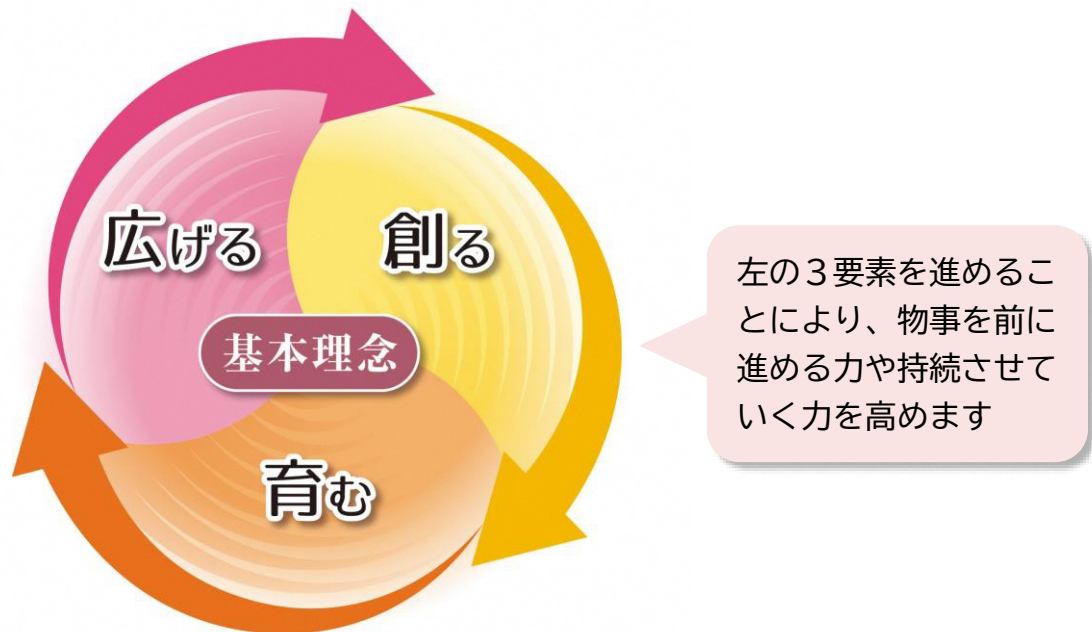 広げる
創る
基本理念
育む
左の３要素を進めるこ
とにより、物事を前に
進める力や持続させて
いく力を高めます